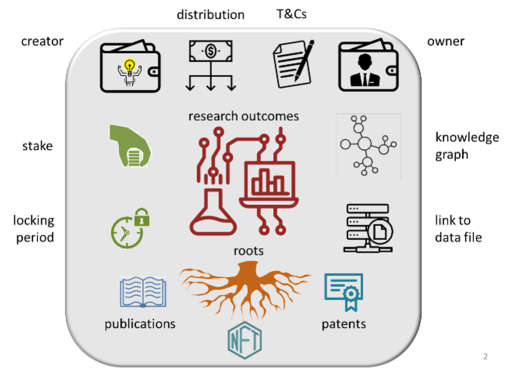 distribution
T&Cs
creator
owner
research outcomes
stake
knowledge
graph
locking
period
link to
data file
roots
publications
patents
NFT
2